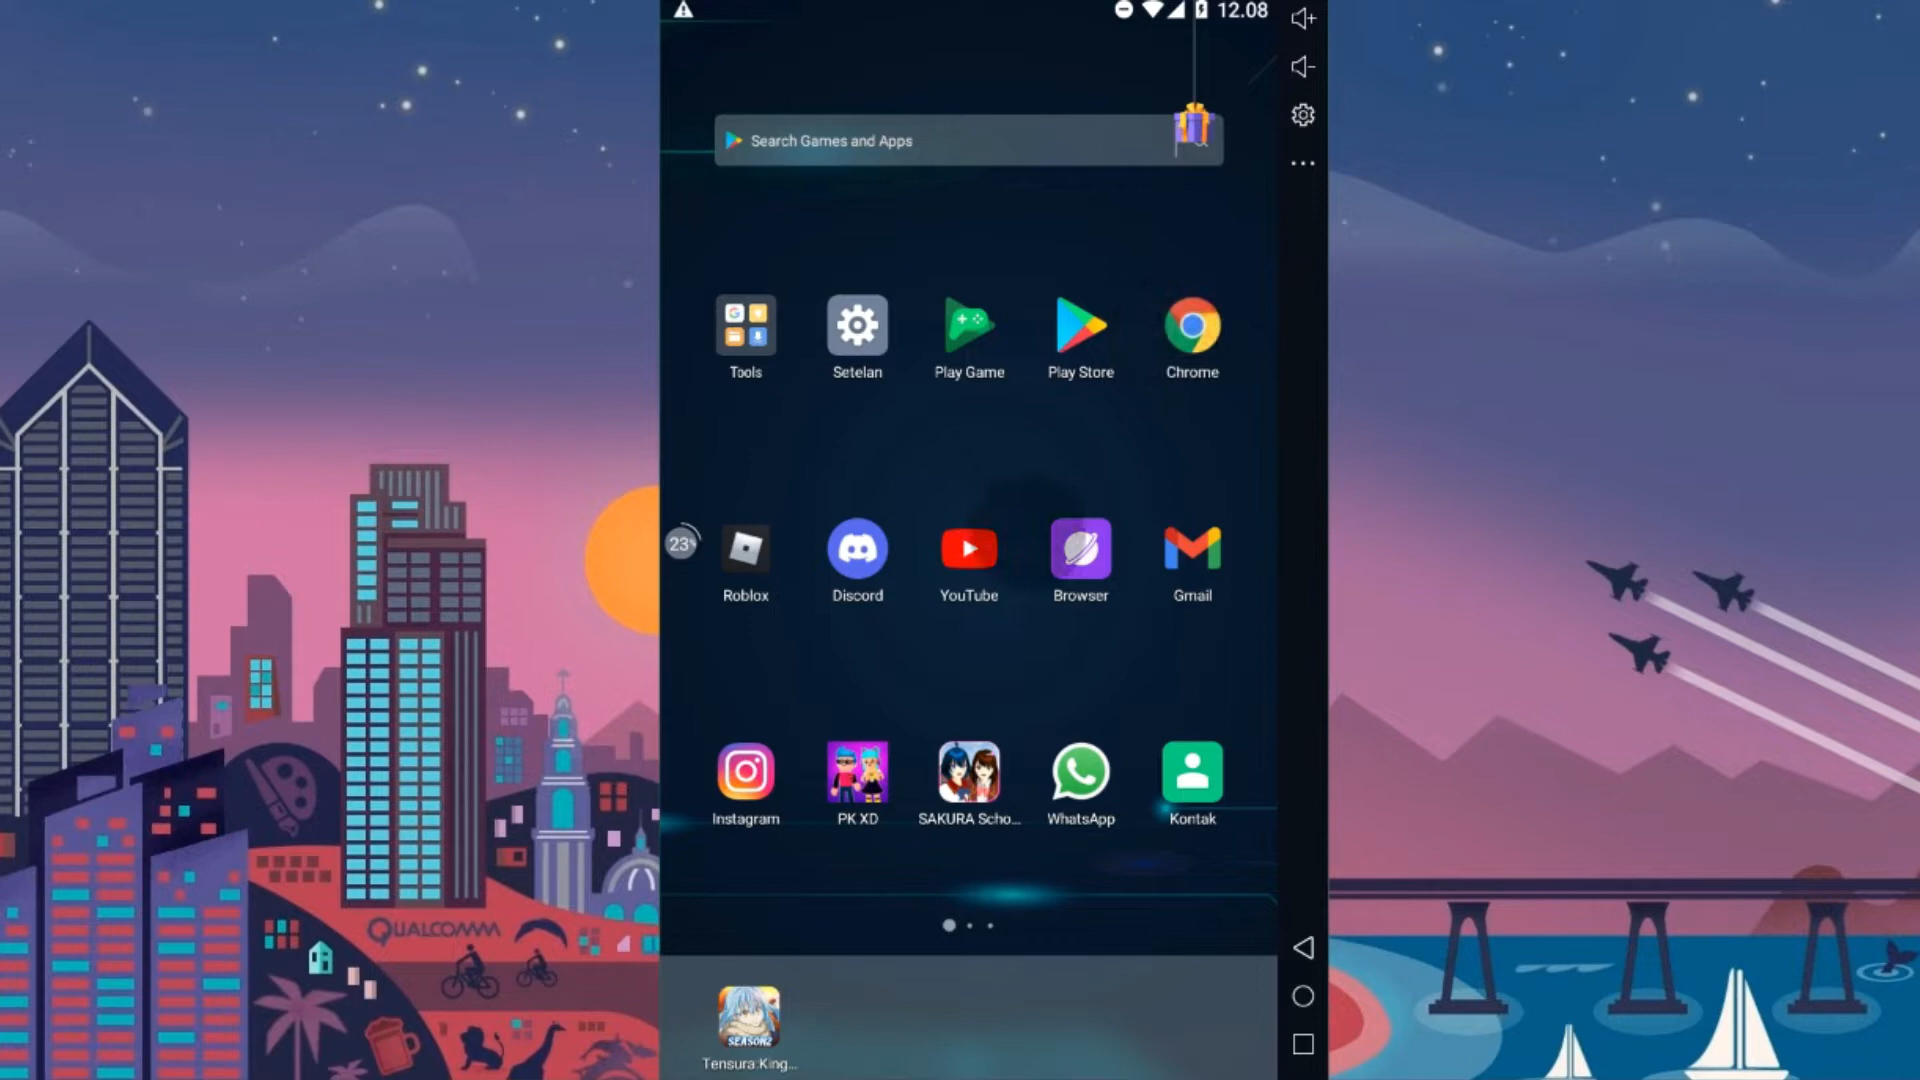 12.08
Search Games and Apps
Tools
Setelan
Play Game
Play Store
Chrome
23%
Roblox
Discord
YouTube
Browser
Gmail
Instagram
PK XD
SAKURA Scho...
WhatsApp
Kontak
QUALCOMM
SEASON2
Tensura:King...